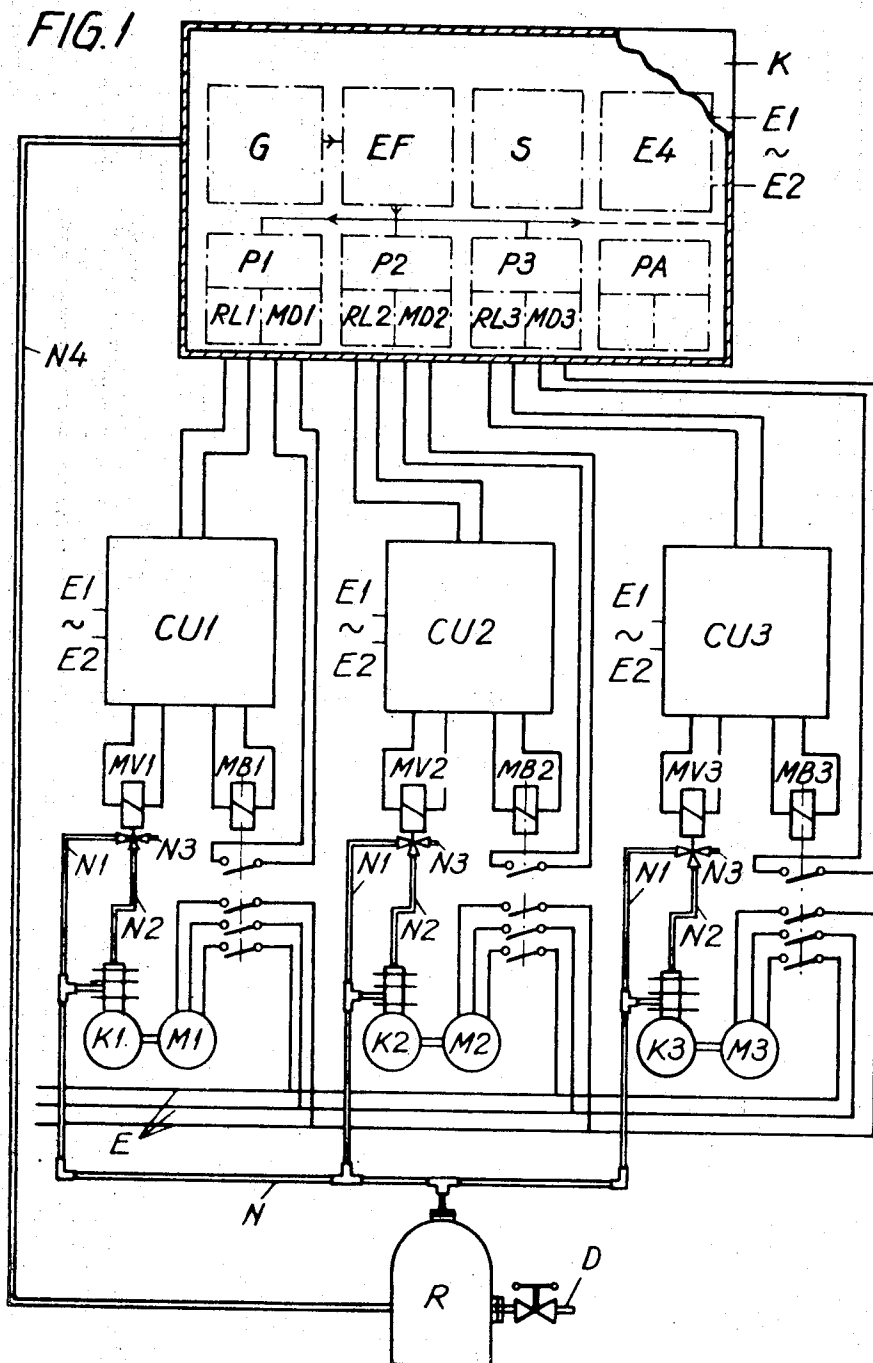 FIG.1
K
G EF S E4
E1
~
E2
P1 P2 P3 PA
RL1 MD1 RL2 MD2 RL3 MD3
N4
E1
~
E2
CU1
E1
~
E2
CU2
E1
~
E2
CU3
MV1 MB1 MV2 MB2 MV3 MB3
N1 N3 N1 N3 N1 N3
N2 N2 N2
K1 M1 K2 M2 K3 M3
E
N
R
D